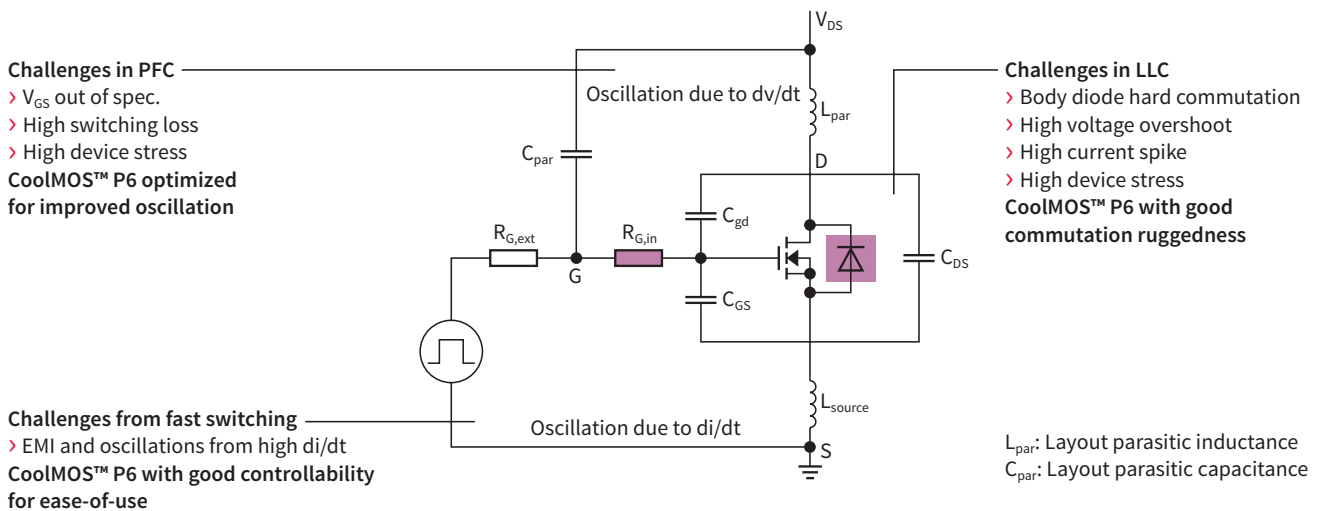 V_DS
Challenges in PFC
› V_GS out of spec.
› High switching loss
› High device stress
CoolMOS™ P6 optimized
for improved oscillation
Oscillation due to dv/dt
L_par
C_par
D
Challenges in LLC
› Body diode hard commutation
› High voltage overshoot
› High current spike
› High device stress
CoolMOS™ P6 with good
commutation ruggedness
R_G,ext
G
R_G,in
C_gd
C_GS
C_DS
L_source
Challenges from fast switching
› EMI and oscillations from high di/dt
CoolMOS™ P6 with good controllability
for ease-of-use
Oscillation due to di/dt
S
L_par: Layout parasitic inductance
C_par: Layout parasitic capacitance